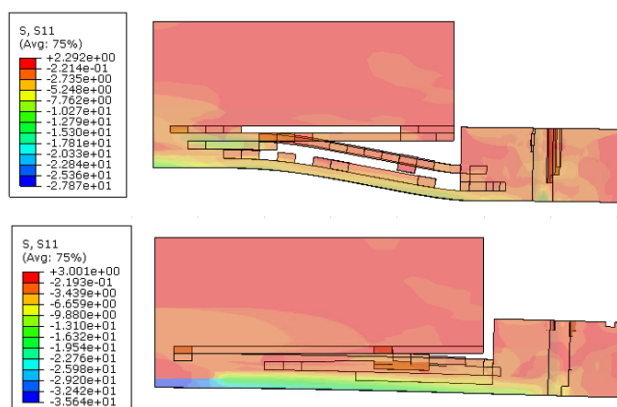 S, S11
(Avg: 75%)
+2.292e+00
-2.214e-01
-2.735e+00
-5.248e+00
-7.762e+00
-1.027e+01
-1.279e+01
-1.530e+01
-1.781e+01
-2.033e+01
-2.284e+01
-2.536e+01
-2.787e+01
S, S11
(Avg: 75%)
+3.001e+00
-2.193e-01
-3.439e+00
-6.659e+00
-9.880e+00
-1.310e+01
-1.632e+01
-1.954e+01
-2.276e+01
-2.598e+01
-2.920e+01
-3.242e+01
-3.564e+01